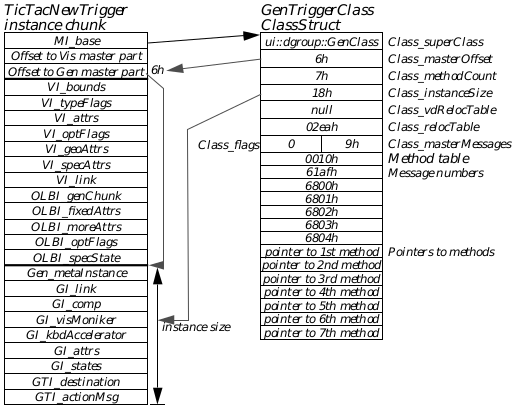 TicTacNewTrigger
instance chunk
MI_base
Offset to Vis master part
Offset to Gen master part
6h
VI_bounds
VI_typeFlags
VI_attrs
VI_optFlags
VI_geoAttrs
VI_specAttrs
VI_link
OLBI_genChunk
OLBI_fixedAttrs
OLBI_moreAttrs
OLBI_optFlags
OLBI_specState
Gen_metaInstance
GI_link
GI_comp
GI_visMoniker
GI_kbdAccelerator
GI_attrs
GI_states
GTI_destination
GTI_actionMsg
instance size
GenTriggerClass
ClassStruct
ui::dgroup::GenClass Class_superClass
6h Class_masterOffset
7h Class_methodCount
18h Class_instanceSize
null Class_vdRelocTable
02eah Class_relocTable
Class_flags 0 9h Class_masterMessages
0010h Method table
61afh Message numbers
6800h
6801h
6802h
6803h
6804h
pointer to 1st method Pointers to methods
pointer to 2nd method
pointer to 3rd method
pointer to 4th method
pointer to 5th method
pointer to 6th method
pointer to 7th method